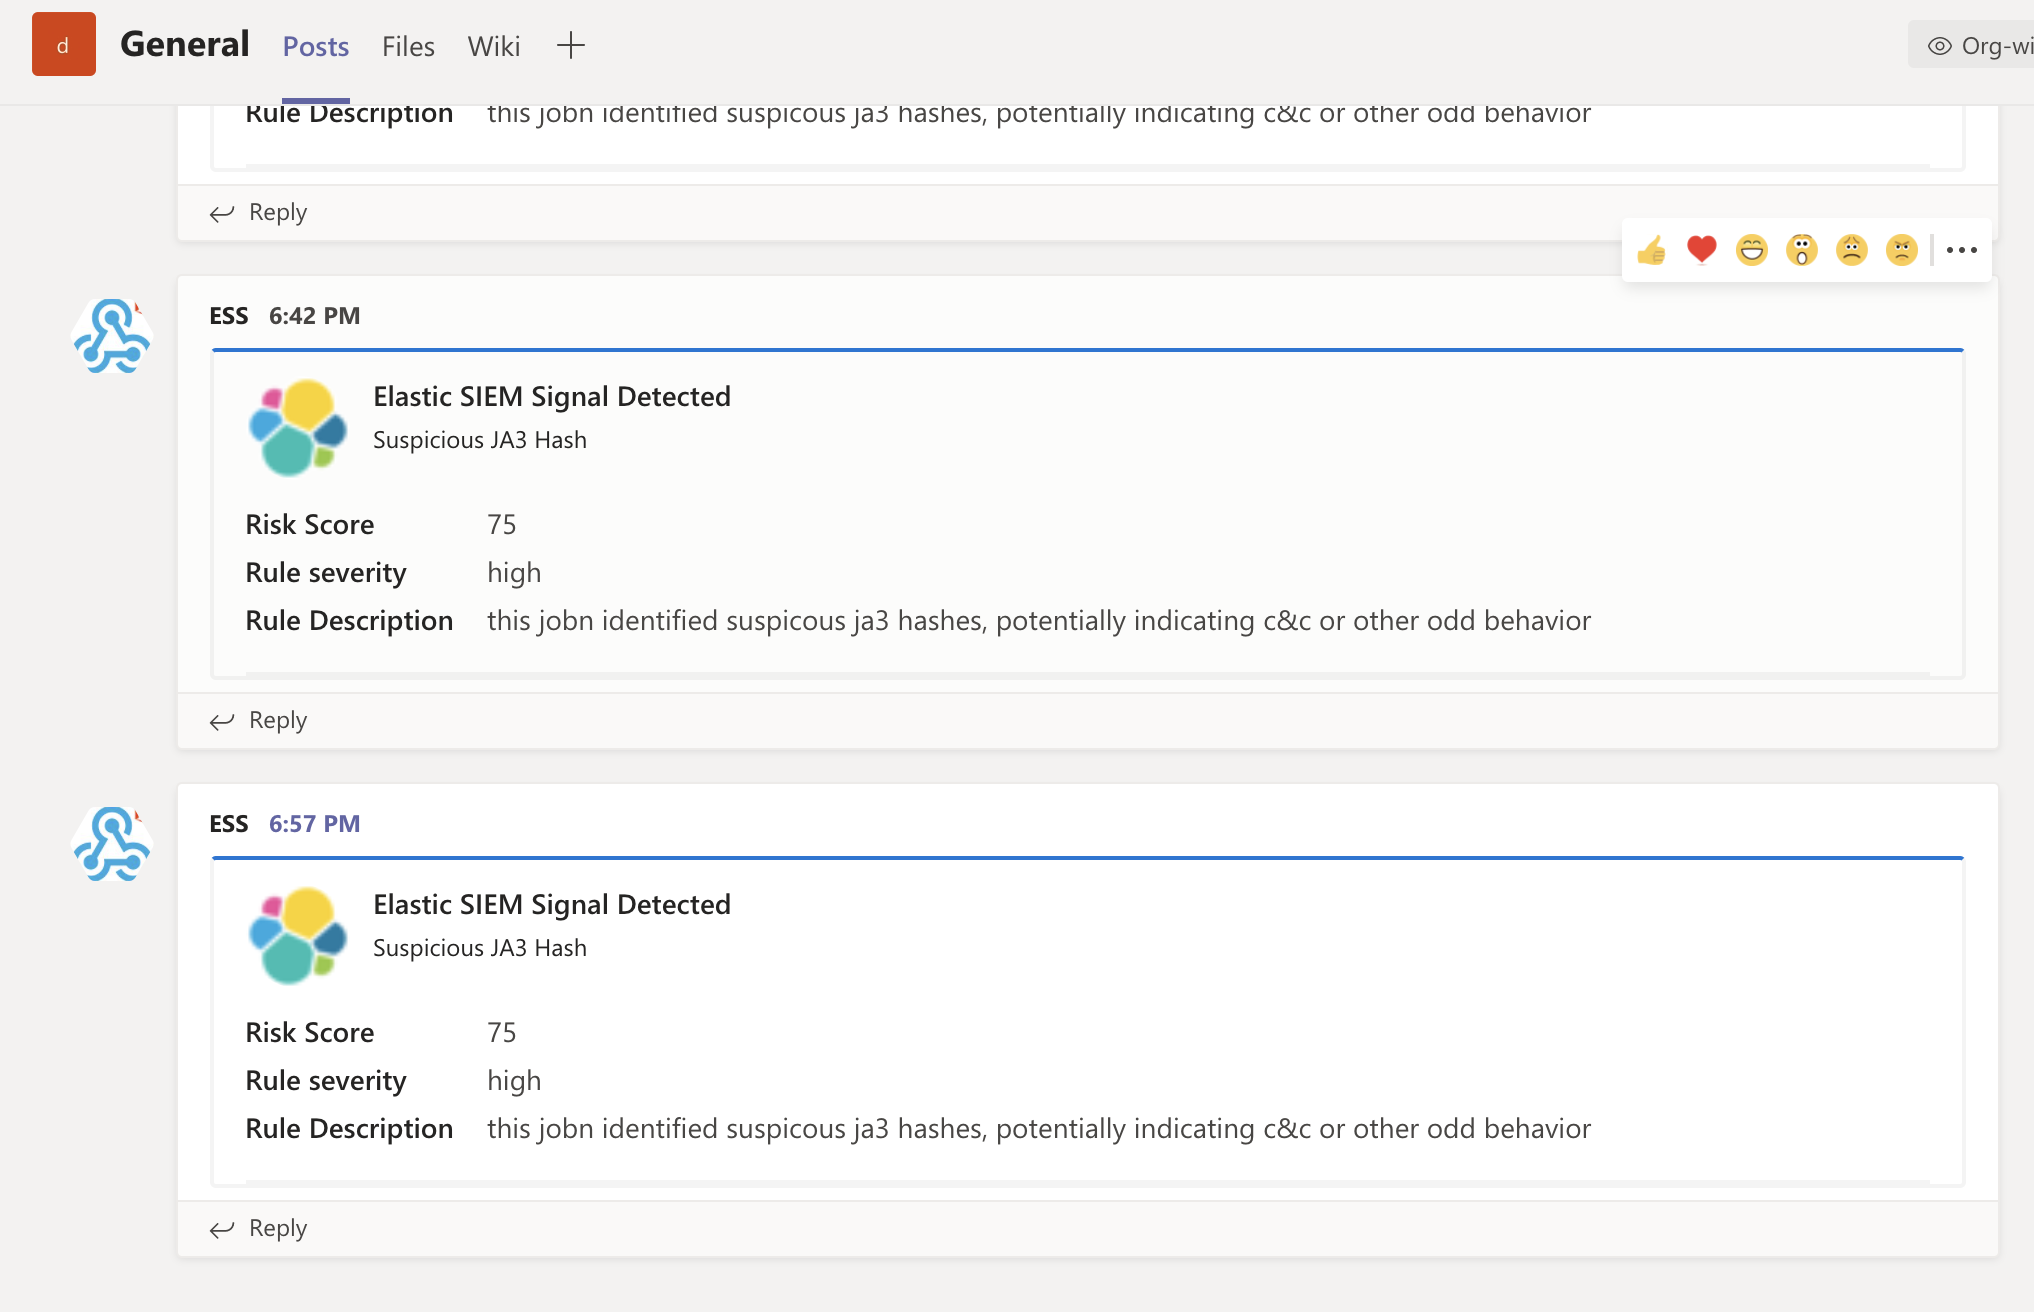 d General Posts Files Wiki Org-wi
Rule Description this jobn identified suspicous ja3 hashes, potentially indicating c&c or other odd behavior
Reply
ESS 6:42 PM
Elastic SIEM Signal Detected
Suspicious JA3 Hash
Risk Score 75
Rule severity high
Rule Description this jobn identified suspicous ja3 hashes, potentially indicating c&c or other odd behavior
Reply
ESS 6:57 PM
Elastic SIEM Signal Detected
Suspicious JA3 Hash
Risk Score 75
Rule severity high
Rule Description this jobn identified suspicous ja3 hashes, potentially indicating c&c or other odd behavior
Reply